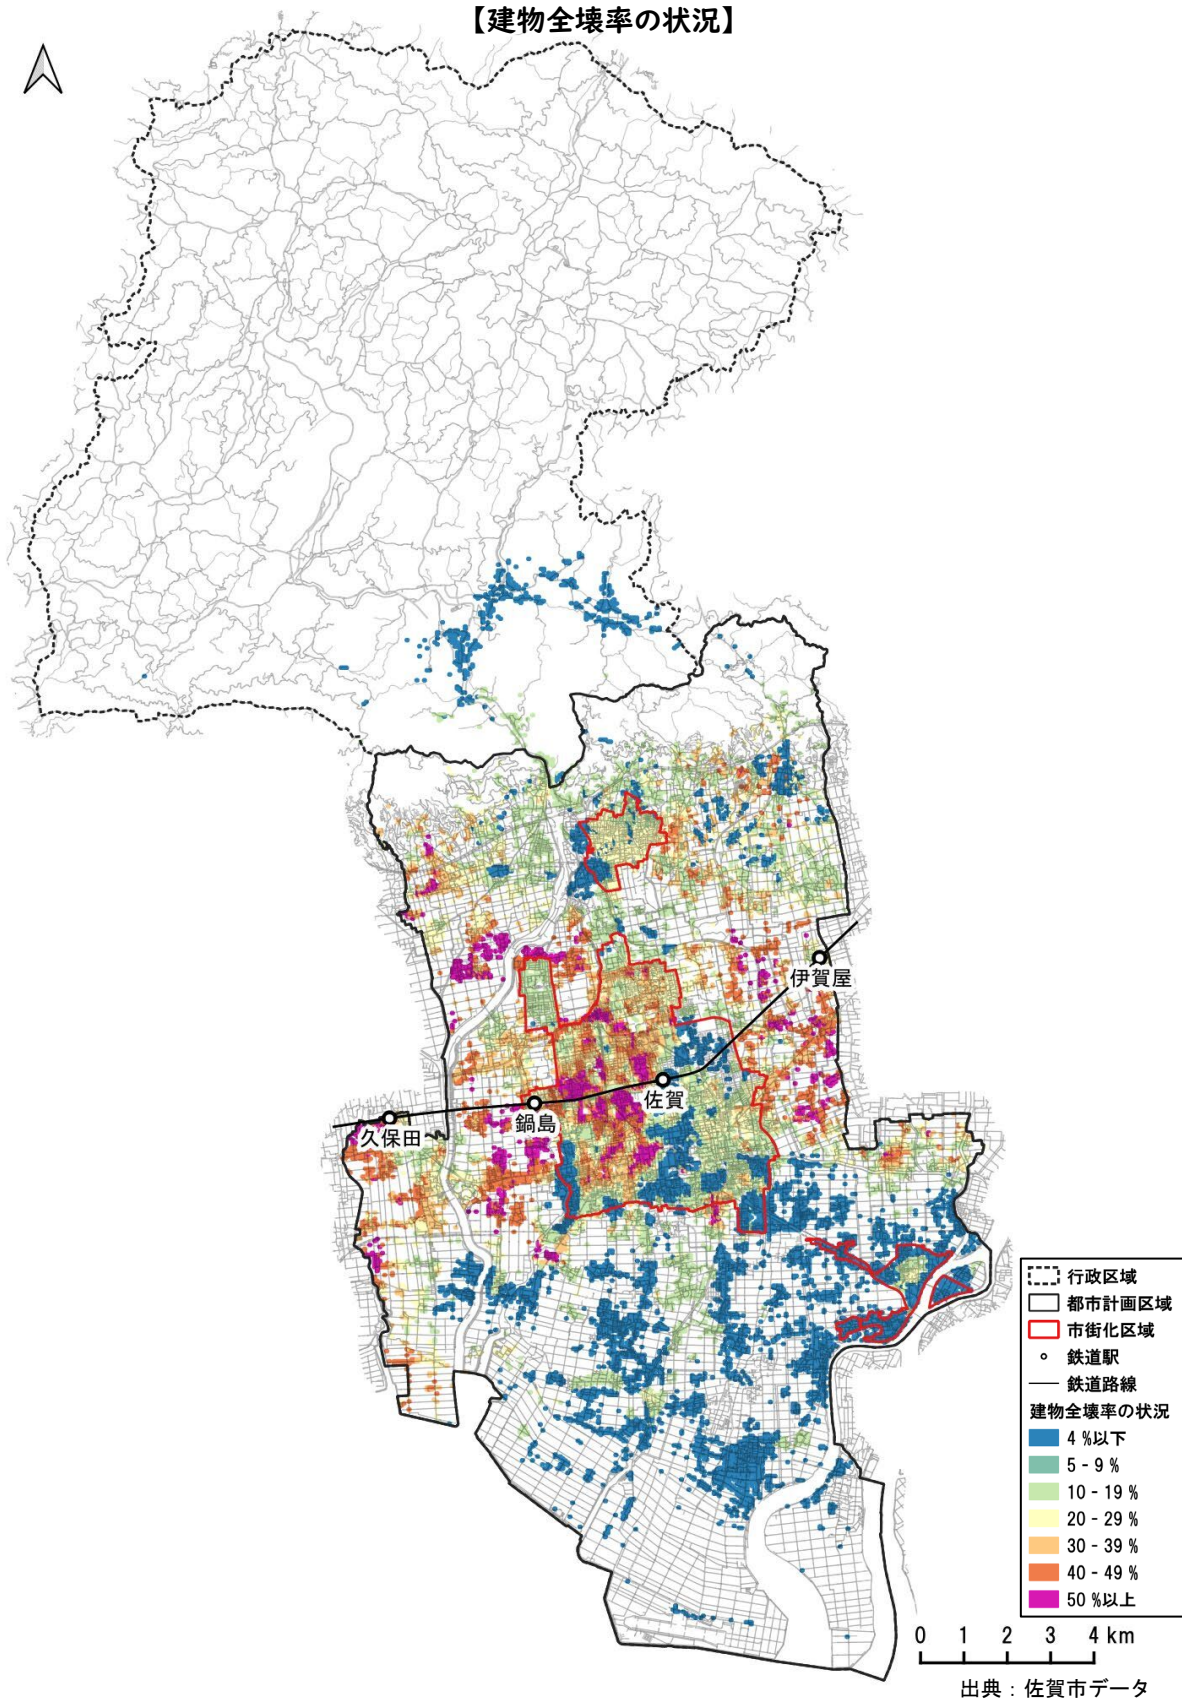 【建物全壊率の状況】
伊賀屋
佐賀
鍋島
久保田
行政区域
都市計画区域
市街化区域
鉄道駅
鉄道路線
建物全壊率の状況
4 %以下
5 - 9 %
10 - 19 %
20 - 29 %
30 - 39 %
40 - 49 %
50 %以上
0 1 2 3 4 km
出典：佐賀市データ